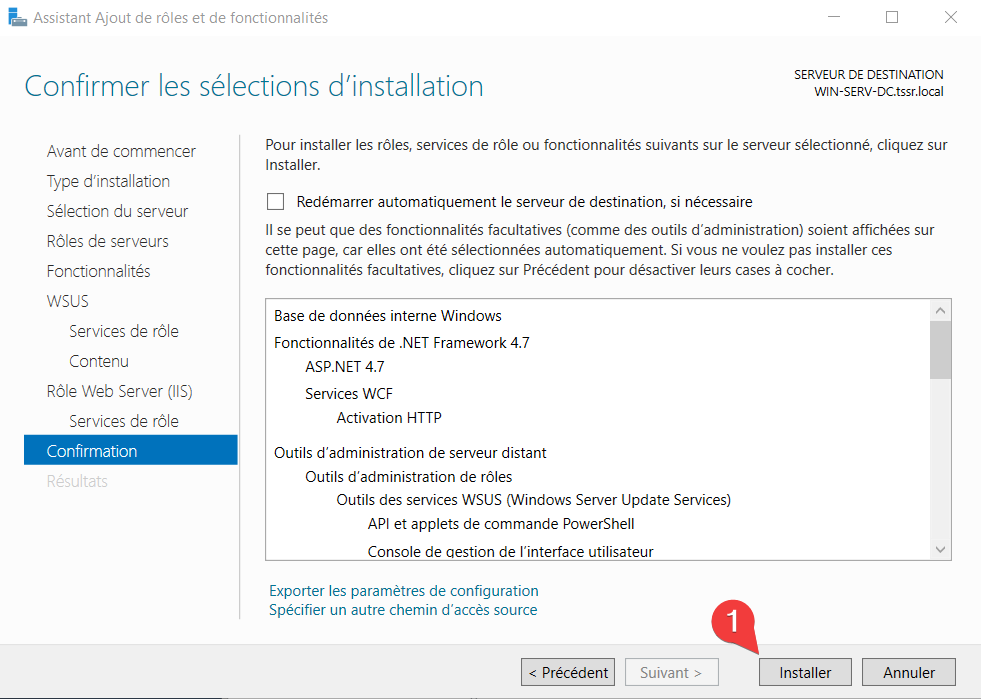 Assistant Ajout de rôles et de fonctionnalités
Confirmer les sélections d’installation
SERVEUR DE DESTINATION
WIN-SERV-DC.tssr.local
Avant de commencer
Type d’installation
Sélection du serveur
Rôles de serveurs
Fonctionnalités
WSUS
Services de rôle
Contenu
Rôle Web Server (IIS)
Services de rôle
Confirmation
Résultats
Pour installer les rôles, services de rôle ou fonctionnalités suivants sur le serveur sélectionné, cliquez sur
Installer.
Redémarrer automatiquement le serveur de destination, si nécessaire
Il se peut que des fonctionnalités facultatives (comme des outils d’administration) soient affichées sur
cette page, car elles ont été sélectionnées automatiquement. Si vous ne voulez pas installer ces
fonctionnalités facultatives, cliquez sur Précédent pour désactiver leurs cases à cocher.
Base de données interne Windows
Fonctionnalités de .NET Framework 4.7
ASP.NET 4.7
Services WCF
Activation HTTP
Outils d’administration de serveur distant
Outils d’administration de rôles
Outils des services WSUS (Windows Server Update Services)
API et applets de commande PowerShell
Console de gestion de l’interface utilisateur
Exporter les paramètres de configuration
Spécifier un autre chemin d’accès source
1
< Précédent
Suivant >
Installer
Annuler